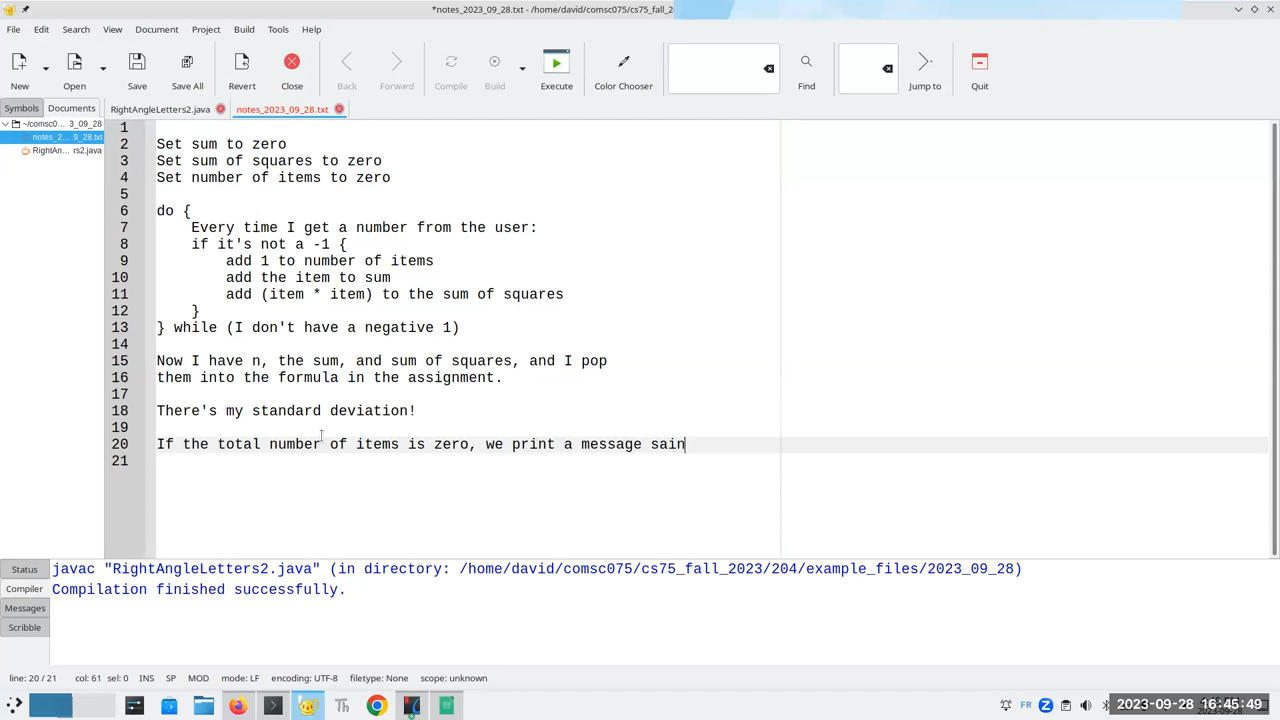 *notes_2023_09_28.txt - /home/david/comsc075/cs75_fall_2
File Edit Search View Document Project Build Tools Help
New Open Save Save All Revert Close Back Forward Compile Build Execute Color Chooser Find Jump to Quit
Symbols Documents RightAngleLetters2.java notes_2023_09_28.txt
~/comsc0... 3_09_28
notes_2... 9_28.txt
RightAn... rs2.java
1
2 Set sum to zero
3 Set sum of squares to zero
4 Set number of items to zero
5
6 do {
7 Every time I get a number from the user:
8 if it's not a -1 {
9 add 1 to number of items
10 add the item to sum
11 add (item * item) to the sum of squares
12 }
13 } while (I don't have a negative 1)
14
15 Now I have n, the sum, and sum of squares, and I pop
16 them into the formula in the assignment.
17
18 There's my standard deviation!
19
20 If the total number of items is zero, we print a message sain
21
Status
Compiler
Messages
Scribble
javac "RightAngleLetters2.java" (in directory: /home/david/comsc075/cs75_fall_2023/204/example_files/2023_09_28)
Compilation finished successfully.
line: 20 / 21 col: 61 sel: 0 INS SP MOD mode: LF encoding: UTF-8 filetype: None scope: unknown
FR 2023-09-28 16:45:49